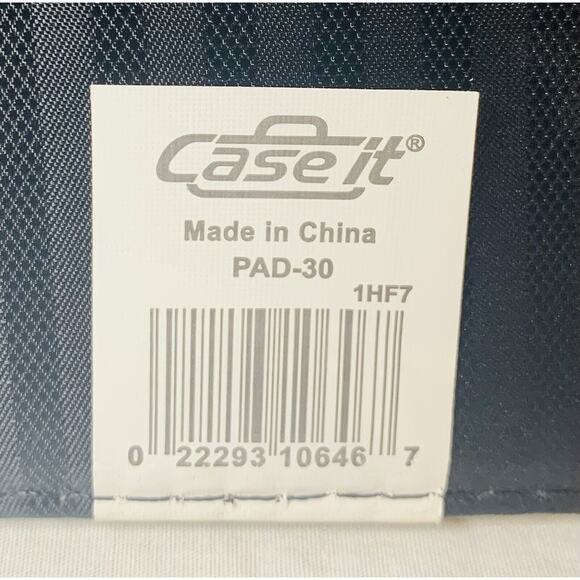 Case it®
Made in China
PAD-30
1HF7
0 22293 10646 7